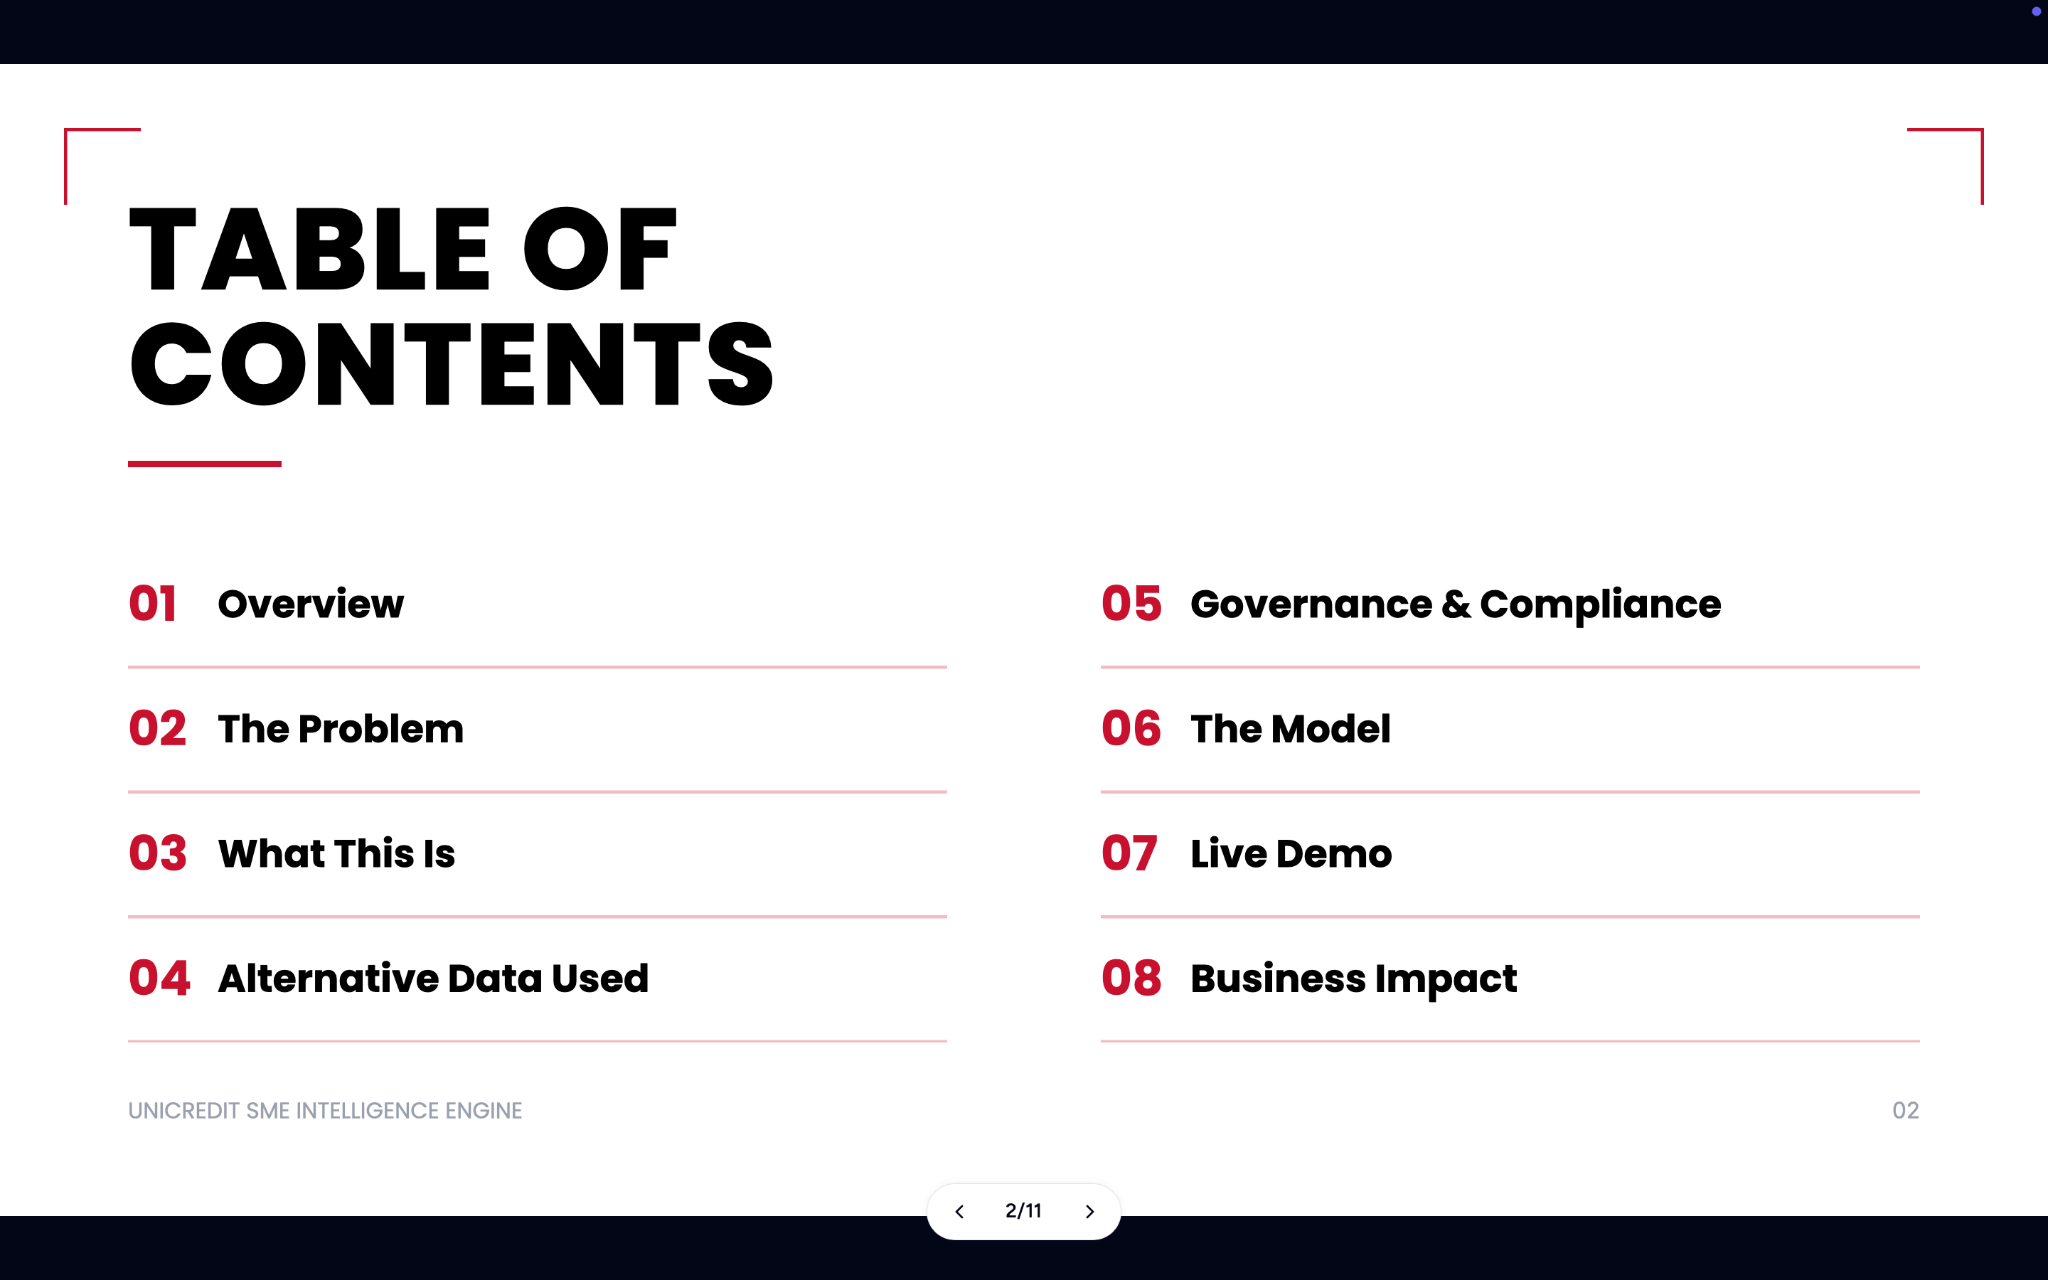 TABLE OF
CONTENTS
01 Overview
02 The Problem
03 What This Is
04 Alternative Data Used
05 Governance & Compliance
06 The Model
07 Live Demo
08 Business Impact
UNICREDIT SME INTELLIGENCE ENGINE
02
2/11